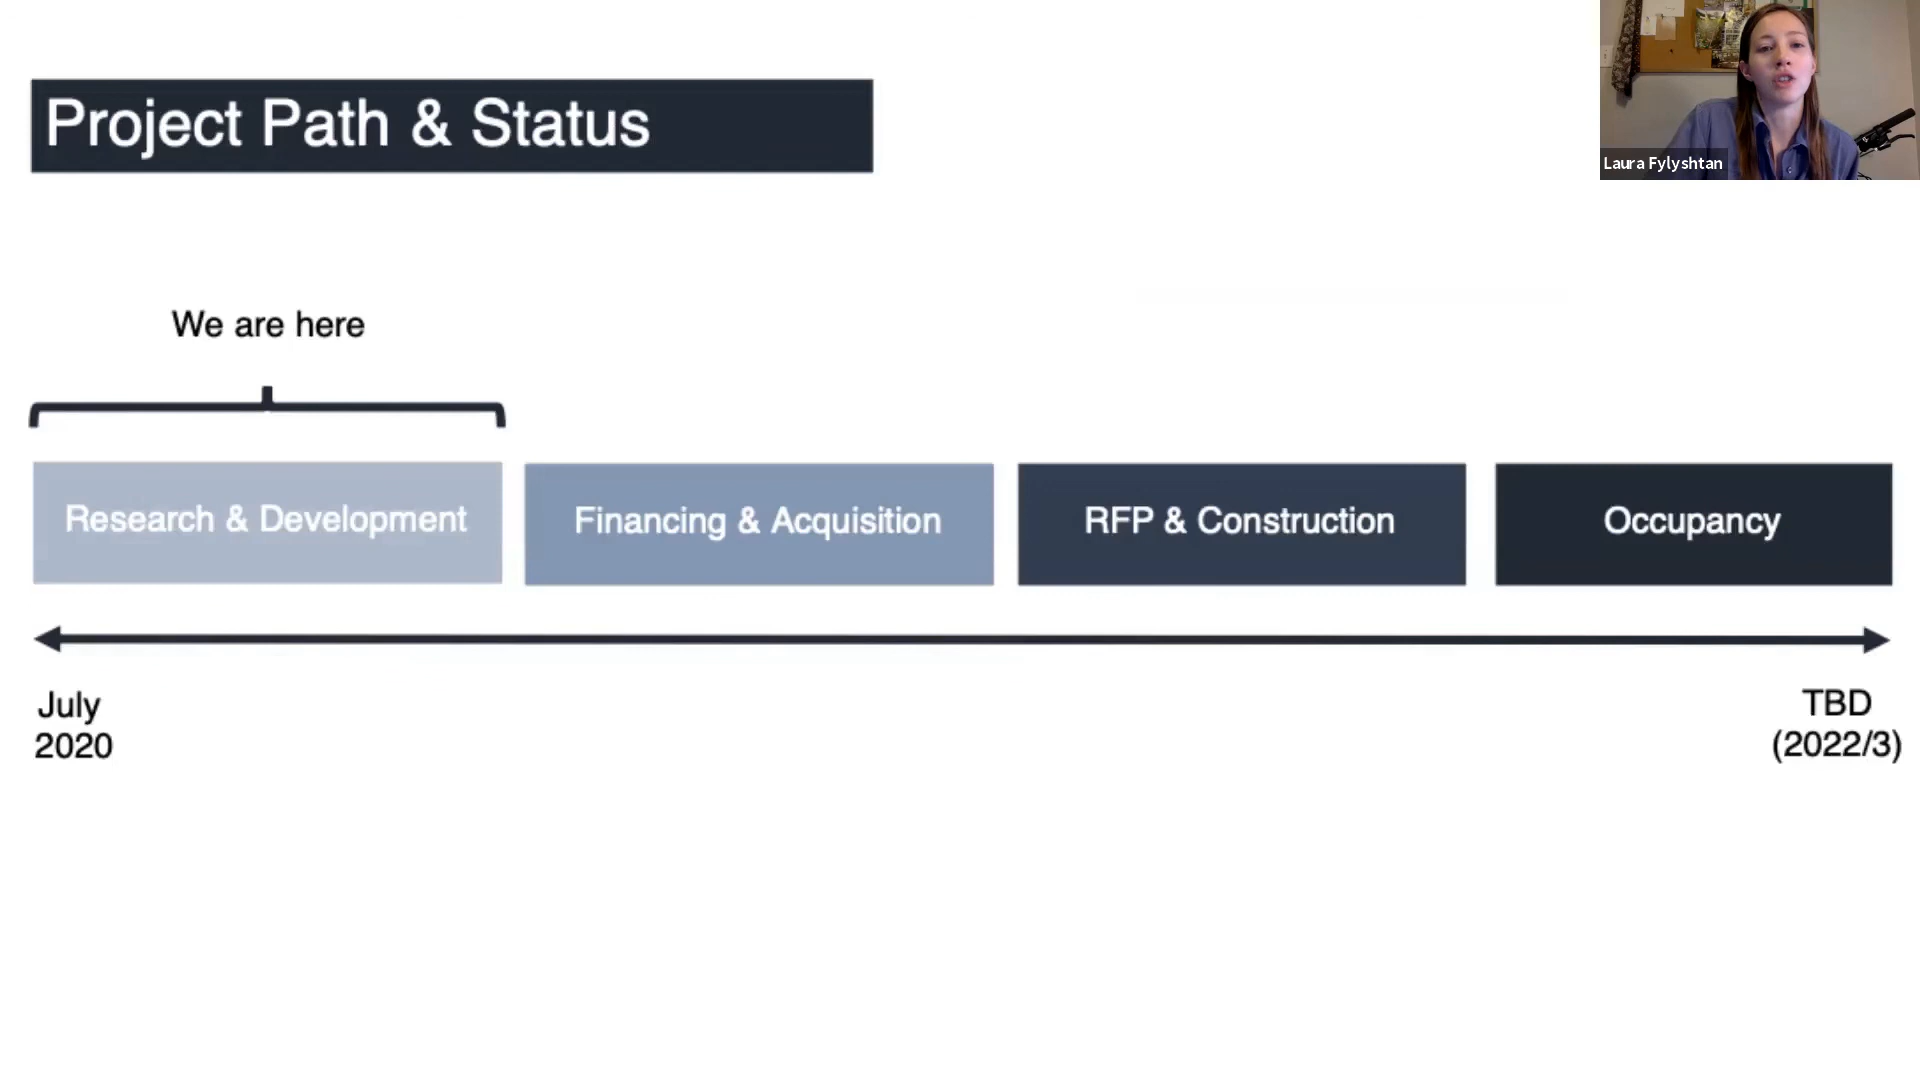 Project Path & Status
Laura Fylyshtan
We are here
Research & Development
Financing & Acquisition
RFP & Construction
Occupancy
July
2020
TBD
(2022/3)